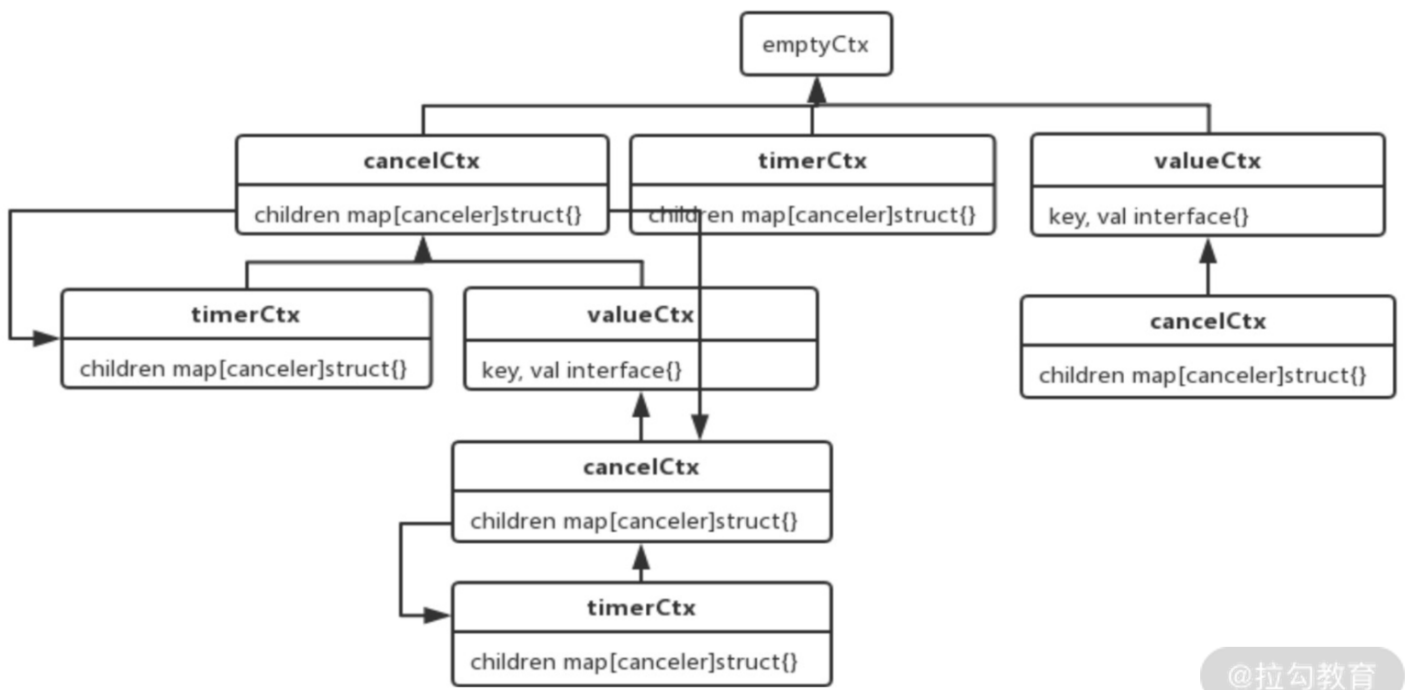 emptyCtx
cancelCtx
children map[canceler]struct{}
timerCtx
children map[canceler]struct{}
valueCtx
key, val interface{}
timerCtx
children map[canceler]struct{}
valueCtx
key, val interface{}
cancelCtx
children map[canceler]struct{}
cancelCtx
children map[canceler]struct{}
timerCtx
children map[canceler]struct{}
@拉勾教育